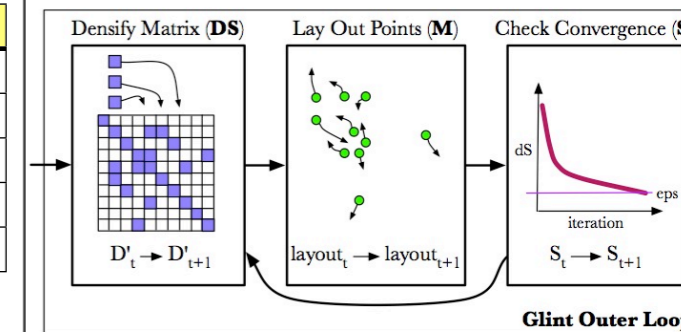 Densify Matrix (DS)
Lay Out Points (M)
Check Convergence (
dS
eps
iteration
D't → D't+1
layoutt → layoutt+1
St → St+1
Glint Outer Loo